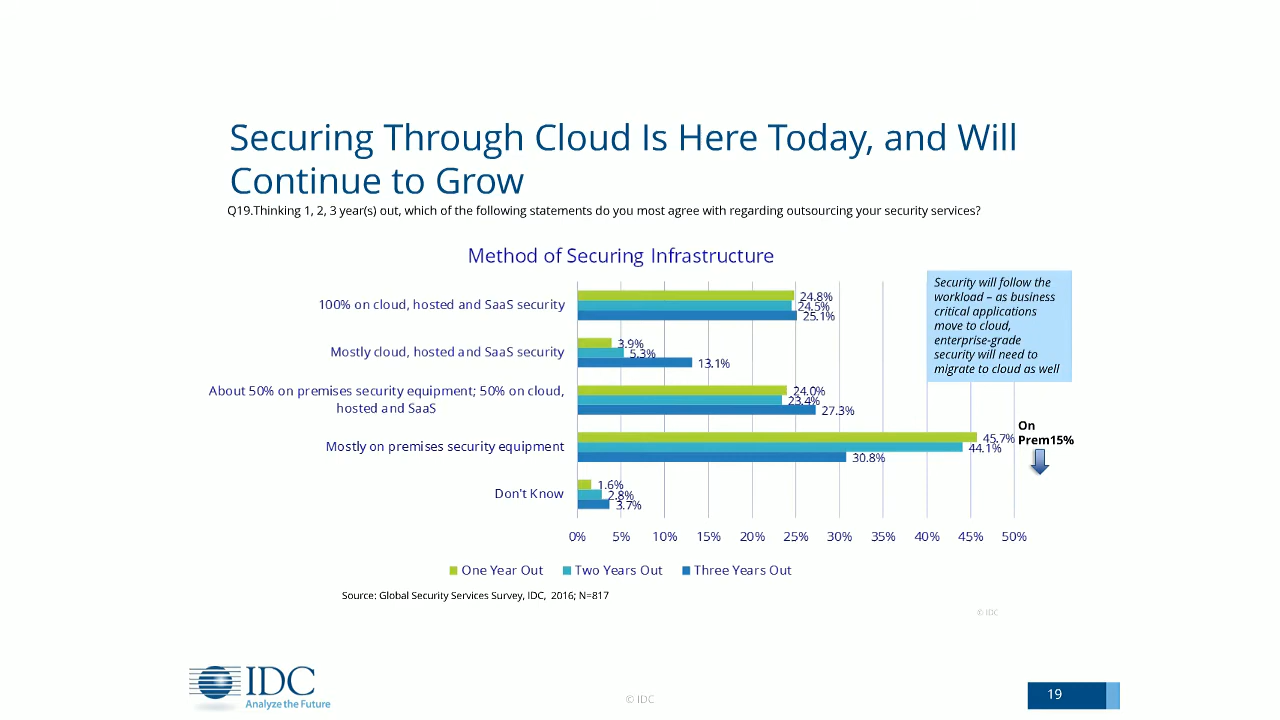 Securing Through Cloud Is Here Today, and Will
Continue to Grow
Q19.Thinking 1, 2, 3 year(s) out, which of the following statements do you most agree with regarding outsourcing your security services?
Method of Securing Infrastructure
100% on cloud, hosted and SaaS security
24.8%
24.5%
25.1%
Mostly cloud, hosted and SaaS security
3.9%
5.3%
13.1%
About 50% on premises security equipment; 50% on cloud,
hosted and SaaS
24.0%
23.4%
27.3%
Mostly on premises security equipment
45.7%
44.1%
30.8%
Don't Know
1.6%
2.8%
3.7%
0% 5% 10% 15% 20% 25% 30% 35% 40% 45% 50%
One Year Out Two Years Out Three Years Out
Security will follow the
workload – as business
critical applications
move to cloud,
enterprise-grade
security will need to
migrate to cloud as well
On
Prem15%
Source: Global Security Services Survey, IDC, 2016; N=817
© IDC
IDC
Analyze the Future
© IDC
19